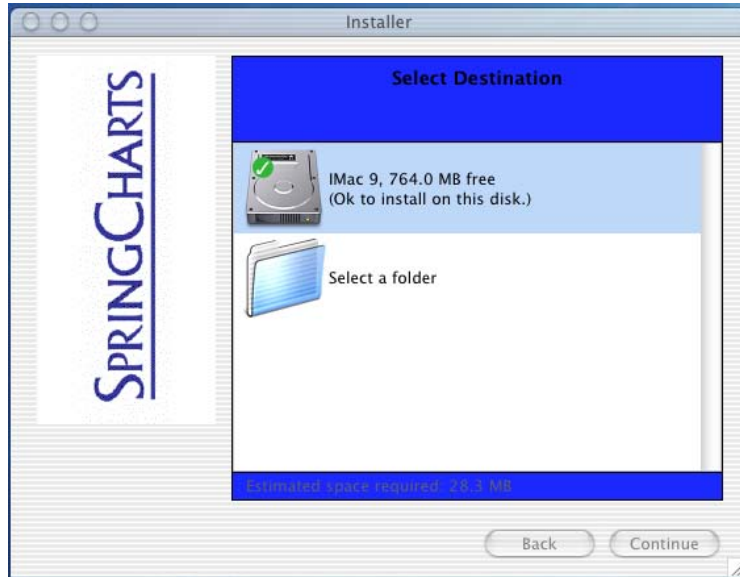 Installer
SPRINGCHARTS
Select Destination
IMac 9, 764.0 MB free
(Ok to install on this disk.)
Select a folder
Estimated space required: 28.3 MB
Back
Continue